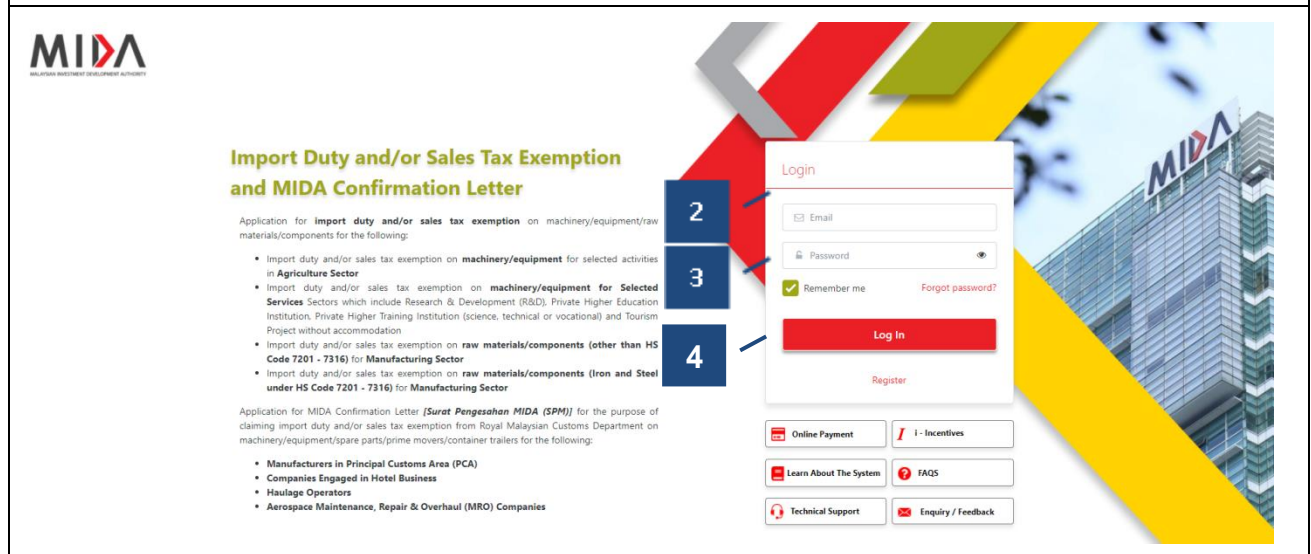 MIDA
MALAYSIAN INVESTMENT DEVELOPMENT AUTHORITY
MIDA
Import Duty and/or Sales Tax Exemption
and MIDA Confirmation Letter
Application for import duty and/or sales tax exemption on machinery/equipment/raw
materials/components for the following:
• Import duty and/or sales tax exemption on machinery/equipment for selected activities
in Agriculture Sector
• Import duty and/or sales tax exemption on machinery/equipment for Selected
Services Sectors which include Research & Development (R&D), Private Higher Education
Institution, Private Higher Training Institution (science, technical or vocational) and Tourism
Project without accommodation
• Import duty and/or sales tax exemption on raw materials/components (other than HS
Code 7201 - 7316) for Manufacturing Sector
• Import duty and/or sales tax exemption on raw materials/components (Iron and Steel
under HS Code 7201 - 7316) for Manufacturing Sector
Application for MIDA Confirmation Letter [Surat Pengesahan MIDA (SPM)] for the purpose of
claiming import duty and/or sales tax exemption from Royal Malaysian Customs Department on
machinery/equipment/spare parts/prime movers/container trailers for the following:
• Manufacturers in Principal Customs Area (PCA)
• Companies Engaged in Hotel Business
• Haulage Operators
• Aerospace Maintenance, Repair & Overhaul (MRO) Companies
2
3
4
Login
Email
Password
Remember me Forgot password?
Log In
Register
Online Payment I i - Incentives
Learn About The System FAQS
Technical Support Enquiry / Feedback